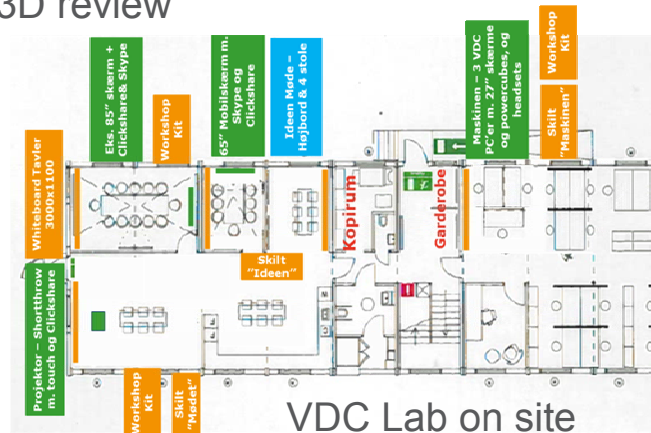 3D review
Eks. 85" skærm +
Clickshare& Skype
Workshop
Kit
65" Mobilskærm m.
Skype og
Clickshare
Ideen Møde –
Højbord & 4 stole
Maskinen – 3 VDC
PC'er m. 27" skærme
og powercubes, og
headsets
Workshop
Kit
Skilt
"Maskinen"
Whiteboard Tavler
3000x1100
Kopirum
Garderobe
Skilt
"Ideen"
Projektor – Shortthrow
m. touch og Clickshare
Workshop
Kit
Skilt
"Mødet"
VDC Lab on site